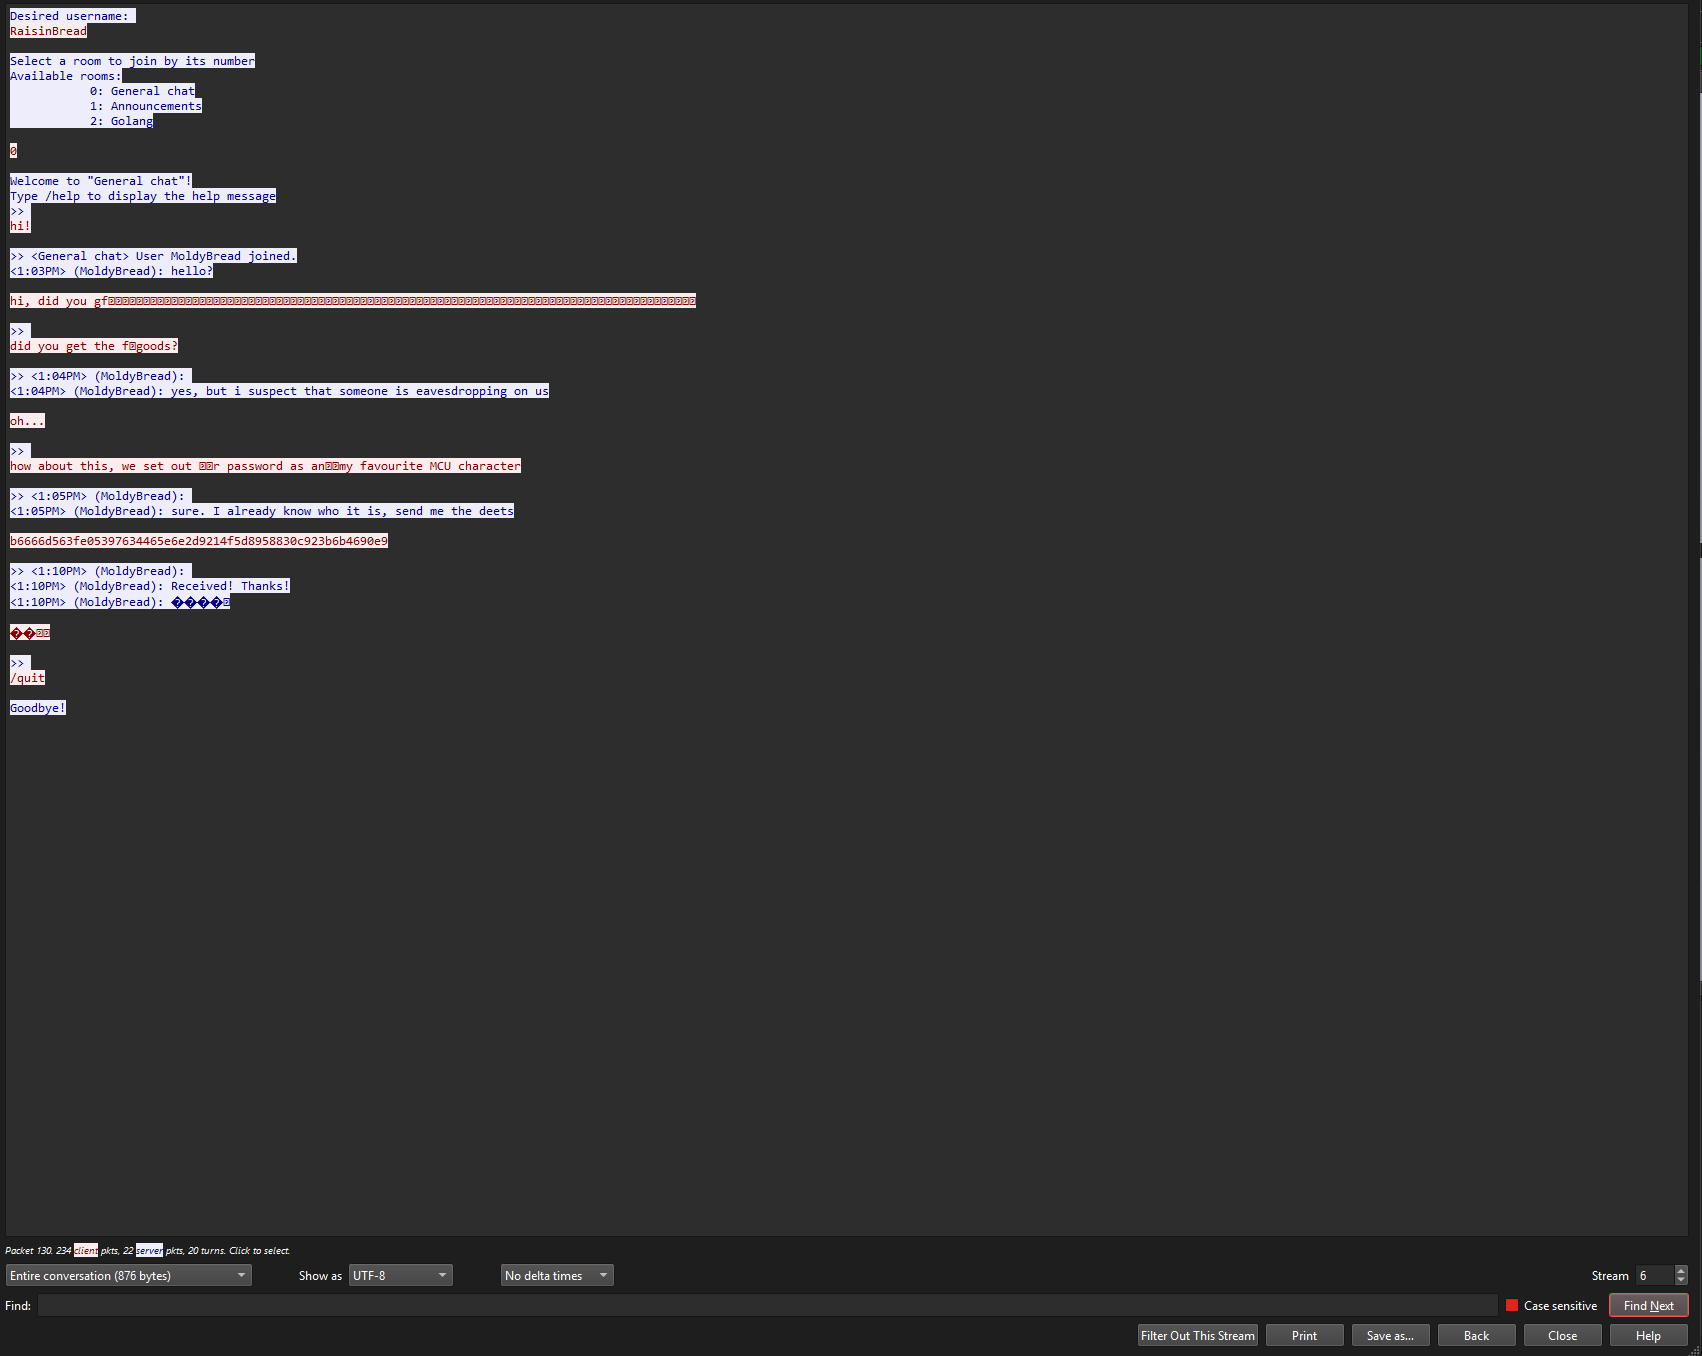 Desired username:
RaisinBread
Select a room to join by its number
Available rooms:
0: General chat
1: Announcements
2: Golang
0
Welcome to "General chat"!
Type /help to display the help message
>>
hi!
>> <General chat> User MoldyBread joined.
<1:03PM> (MoldyBread): hello?
hi, did you gf
>>
did you get the f�goods?
>> <1:04PM> (MoldyBread):
<1:04PM> (MoldyBread): yes, but i suspect that someone is eavesdropping on us
oh...
>>
how about this, we set out ��r password as an��my favourite MCU character
>> <1:05PM> (MoldyBread):
<1:05PM> (MoldyBread): sure. I already know who it is, send me the deets
b6666d563fe05397634465e6e2d9214f5d8958830c923b6b4690e9
>> <1:10PM> (MoldyBread):
<1:10PM> (MoldyBread): Received! Thanks!
<1:10PM> (MoldyBread): �����
����
>>
/quit
Goodbye!
Packet 130. 234 client pkts, 22 server pkts, 20 turns. Click to select.
Entire conversation (876 bytes) Show as UTF-8 No delta times Stream 6
Find: Case sensitive Find Next
Filter Out This Stream Print Save as... Back Close Help